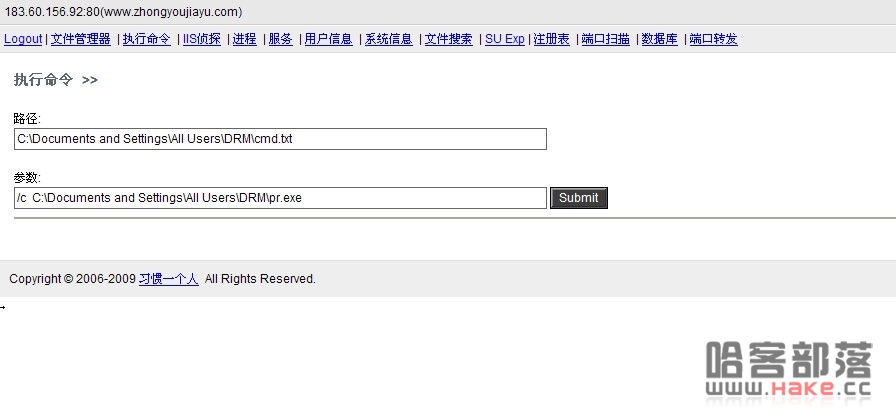 183.60.156.92:80(www.zhongyoujiayu.com)
Logout | 文件管理器 | 执行命令 | IIS侦探 | 进程 | 服务 | 用户信息 | 系统信息 | 文件搜索 | SU Exp | 注册表 | 端口扫描 | 数据库 | 端口转发
执行命令 >>
路径:
C:\Documents and Settings\All Users\DRM\cmd.txt
参数:
/c C:\Documents and Settings\All Users\DRM\pr.exe Submit
Copyright © 2006-2009 习惯一个人 All Rights Reserved.
哈客部落
www.Hake.cc